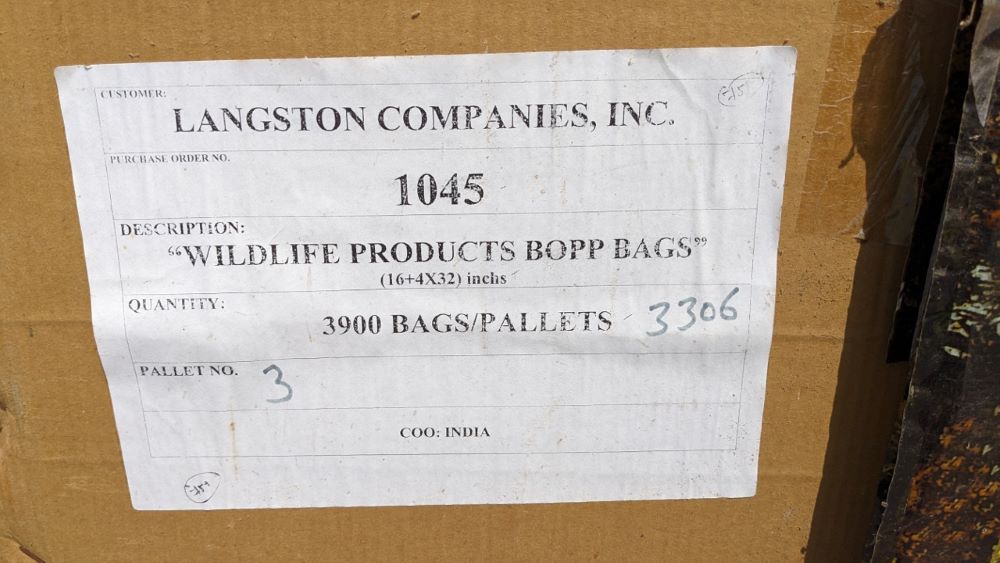 CUSTOMER:
LANGSTON COMPANIES, INC.
PURCHASE ORDER NO.
1045
DESCRIPTION:
“WILDLIFE PRODUCTS BOPP BAGS”
(16+4X32) inchs
QUANTITY:
3900 BAGS/PALLETS 3306
PALLET NO. 3
COO: INDIA